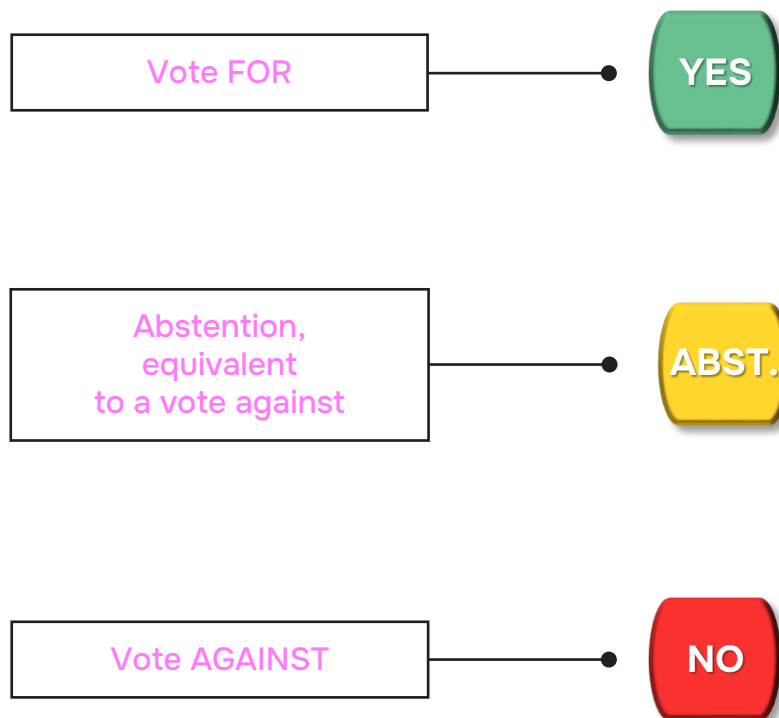 Vote FOR
YES
Abstention,
equivalent
to a vote against
ABST.
Vote AGAINST
NO